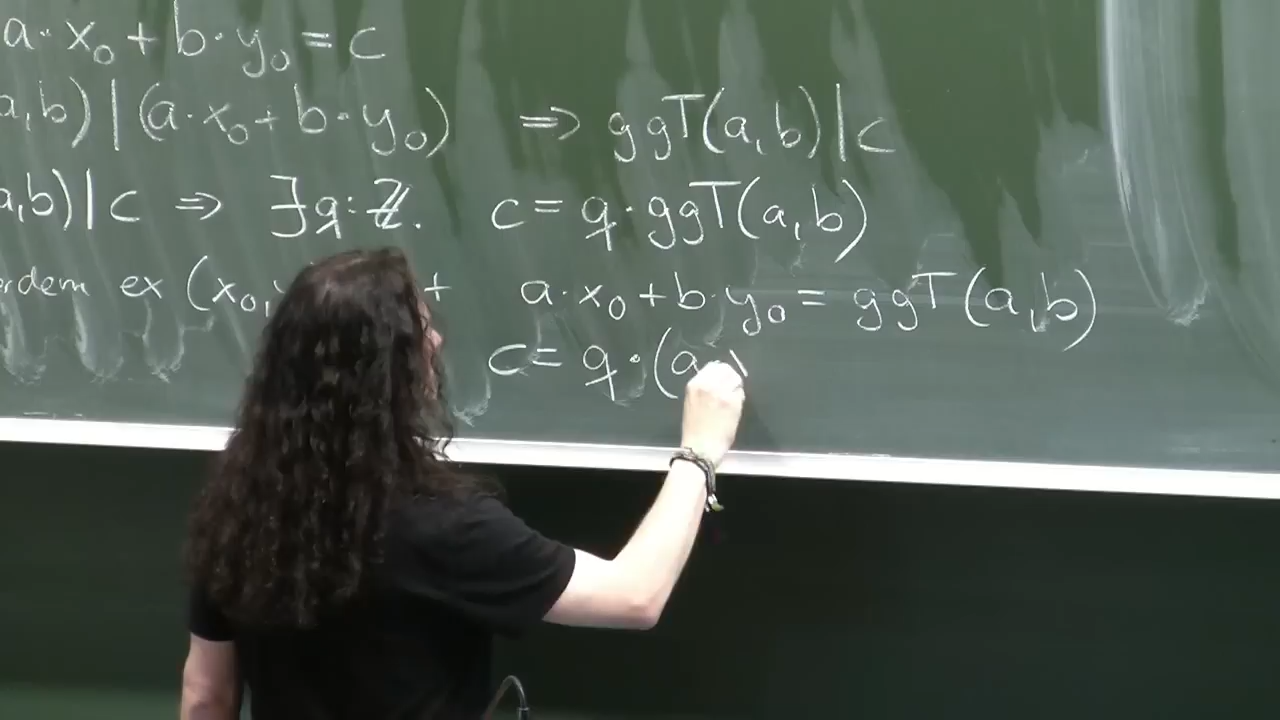 a·x₀ + b·y₀ = c
a,b) | (a·x₀ + b·y₀) ⇒ ggT(a,b) | c
a,b) | c ⇒ ∃q:ℤ. c = q·ggT(a,b)
rdem ex (x₀, a·x₀ + b·y₀ = ggT(a,b)
c = q·(a